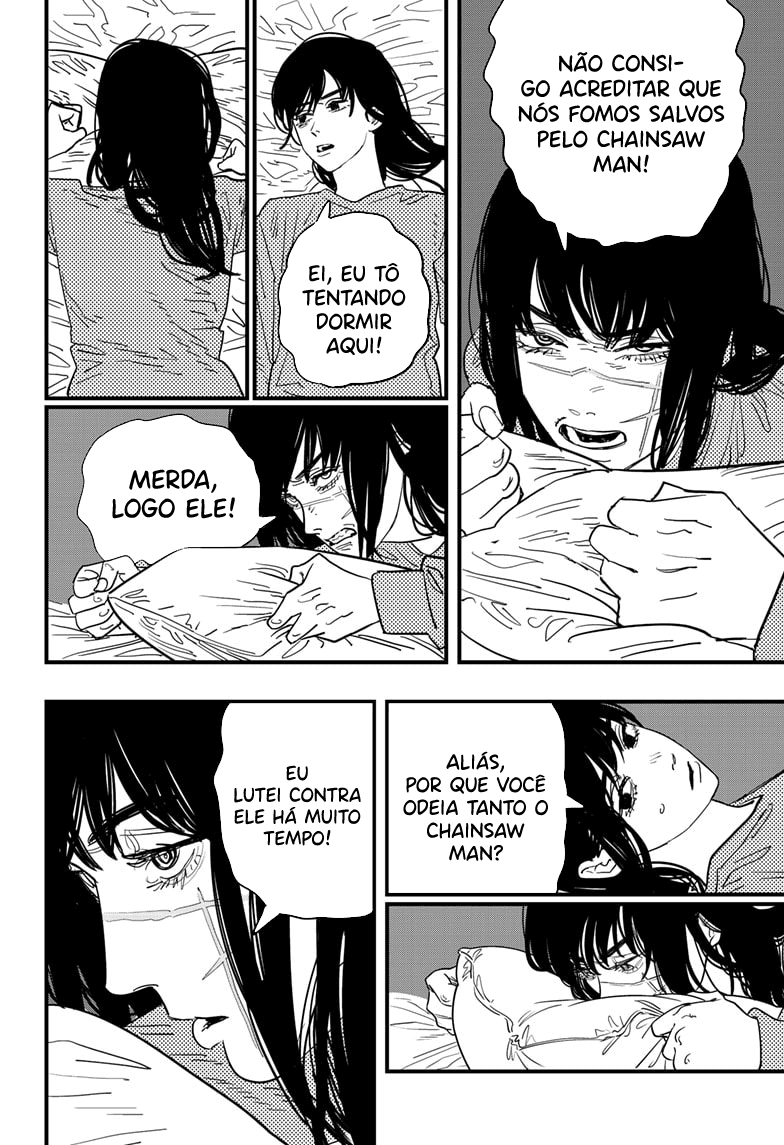 NÃO CONSI-
GO ACREDITAR QUE
NÓS FOMOS SALVOS
PELO CHAINSAW
MAN!
EI, EU TÔ
TENTANDO
DORMIR
AQUI!
MERDA,
LOGO ELE!
ALIÁS,
POR QUE VOCÊ
ODEIA TANTO O
CHAINSAW
MAN?
EU
LUTEI CONTRA
ELE HÁ MUITO
TEMPO!